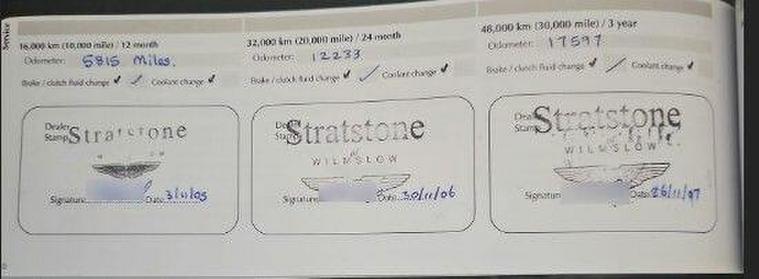 Service
16,000 km (10,000 mile) / 12 month
Odometer: 5815 Miles.
Brake / clutch fluid change ✓ ✓ Coolant change ✓
Dealer Stamp Stratstone
Signature Date 3/11/05
32,000 km (20,000 mile) / 24 month
Odometer: 12233
Brake / clutch fluid change ✓ ✓ Coolant change ✓
Dealer Stamp Stratstone
of
WILMSLOW
Signature Date 30/11/06
48,000 km (30,000 mile) / 3 year
Odometer: 17597
Brake / clutch fluid change ✓ / Coolant change ✓
Dealer Stamp Stratstone
WILMSLOW
Signature Date 26/11/07